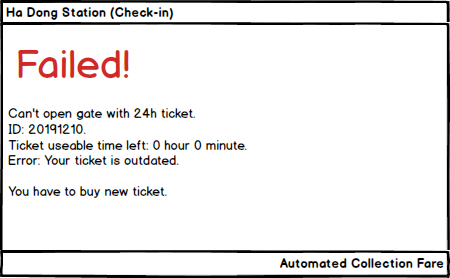 Ha Dong Station (Check-in)
Failed!
Can't open gate with 24h ticket.
ID: 20191210.
Ticket useable time left: 0 hour 0 minute.
Error: Your ticket is outdated.
You have to buy new ticket.
Automated Collection Fare